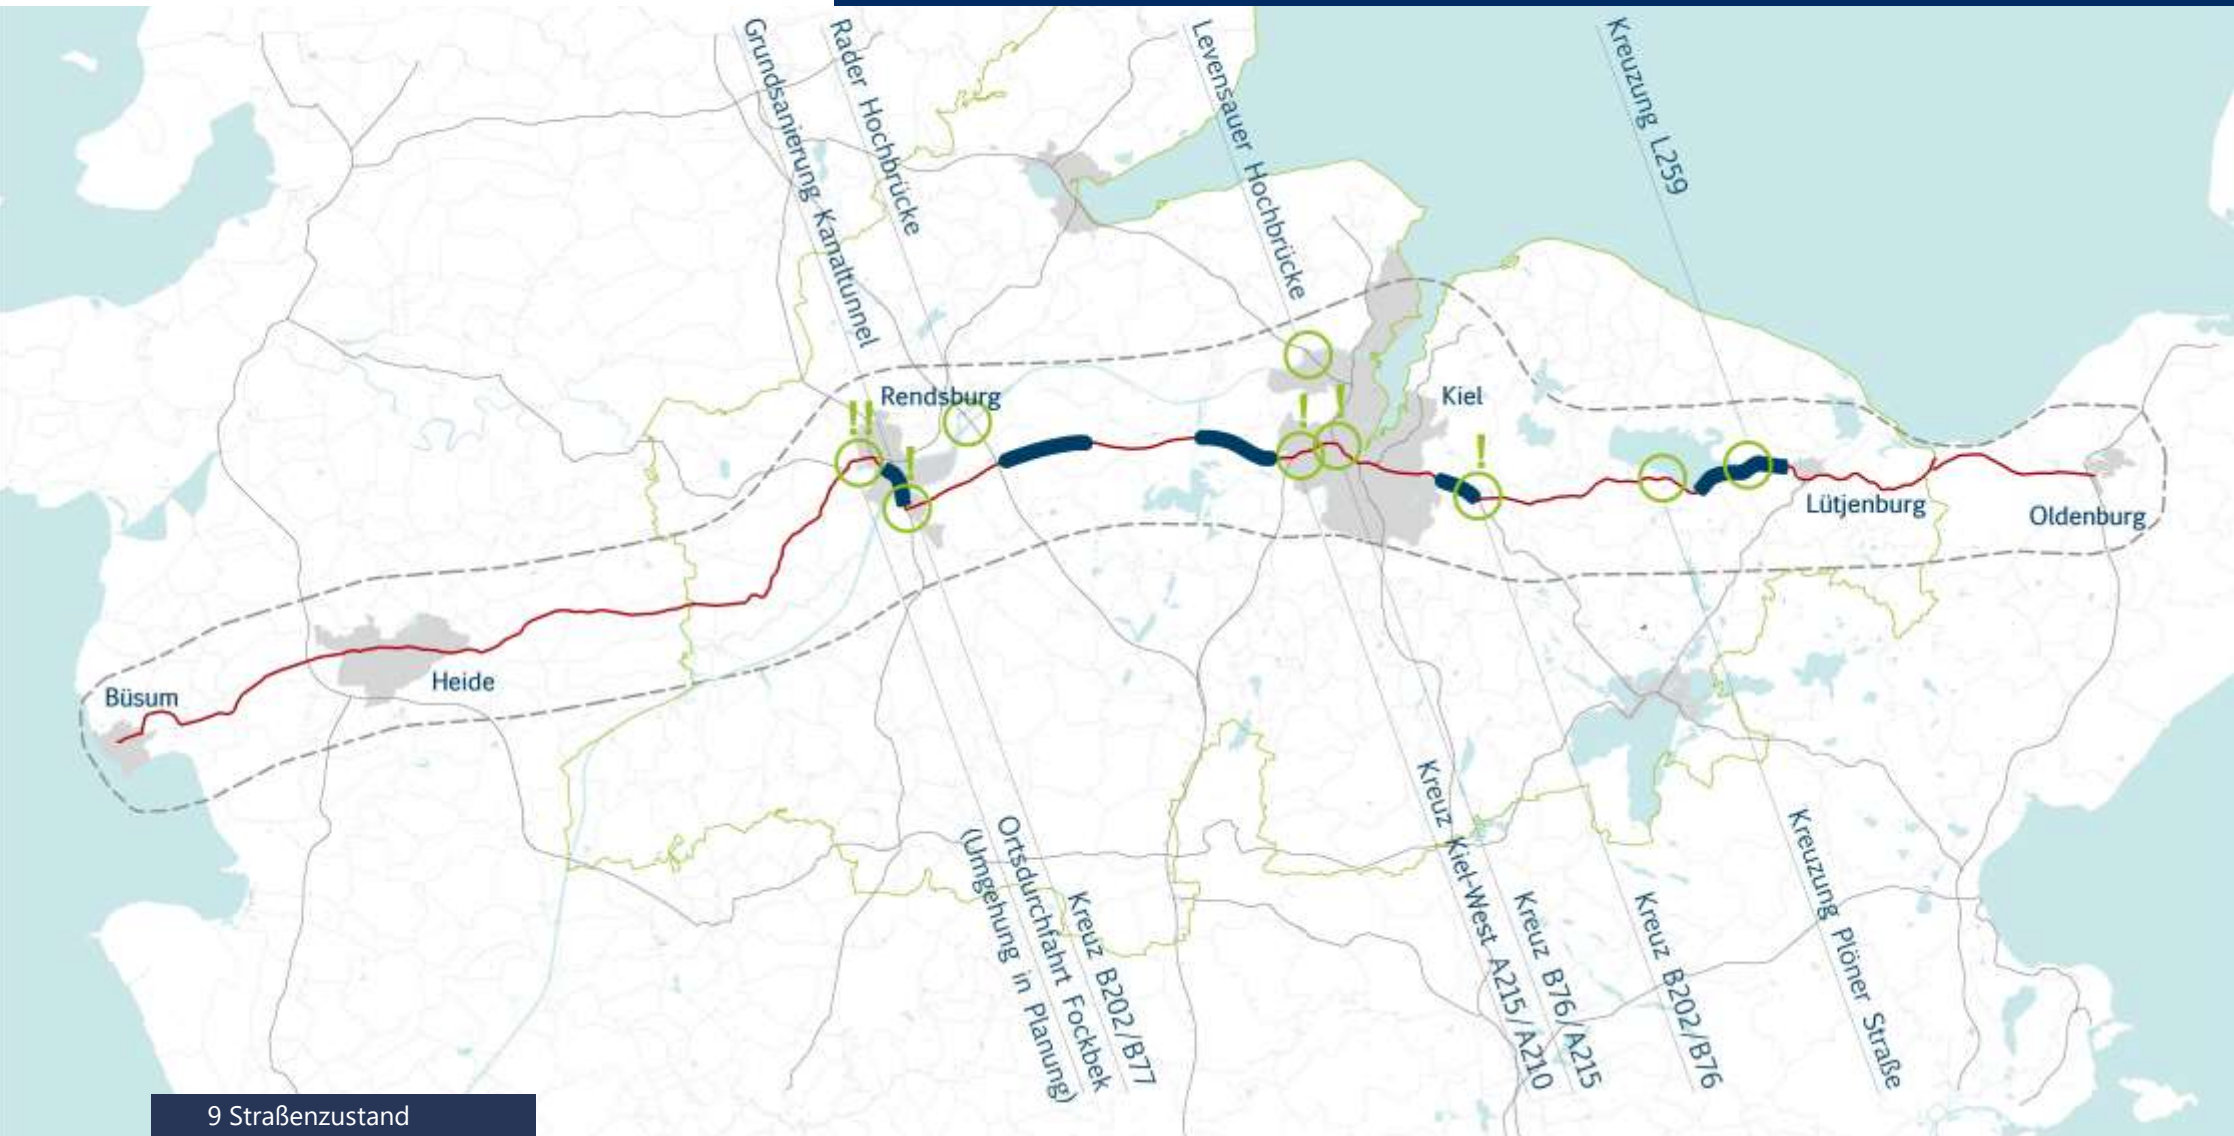 Grundsanierung Kanaltunnel
Rader Hochbrücke
Levensauer Hochbrücke
Kreuzung L259
!!
Rendsburg
!
!
!
Kiel
!
Lütjenburg
Oldenburg
Büsum
Heide
(Umgehung in Planung)
Ortsdurchfahrt Fockbek
Kreuz B202/B77
Kreuz Kiel-West A215/A210
Kreuz B76/A215
Kreuz B202/B76
Kreuzung Plöner Straße
9 Straßenzustand